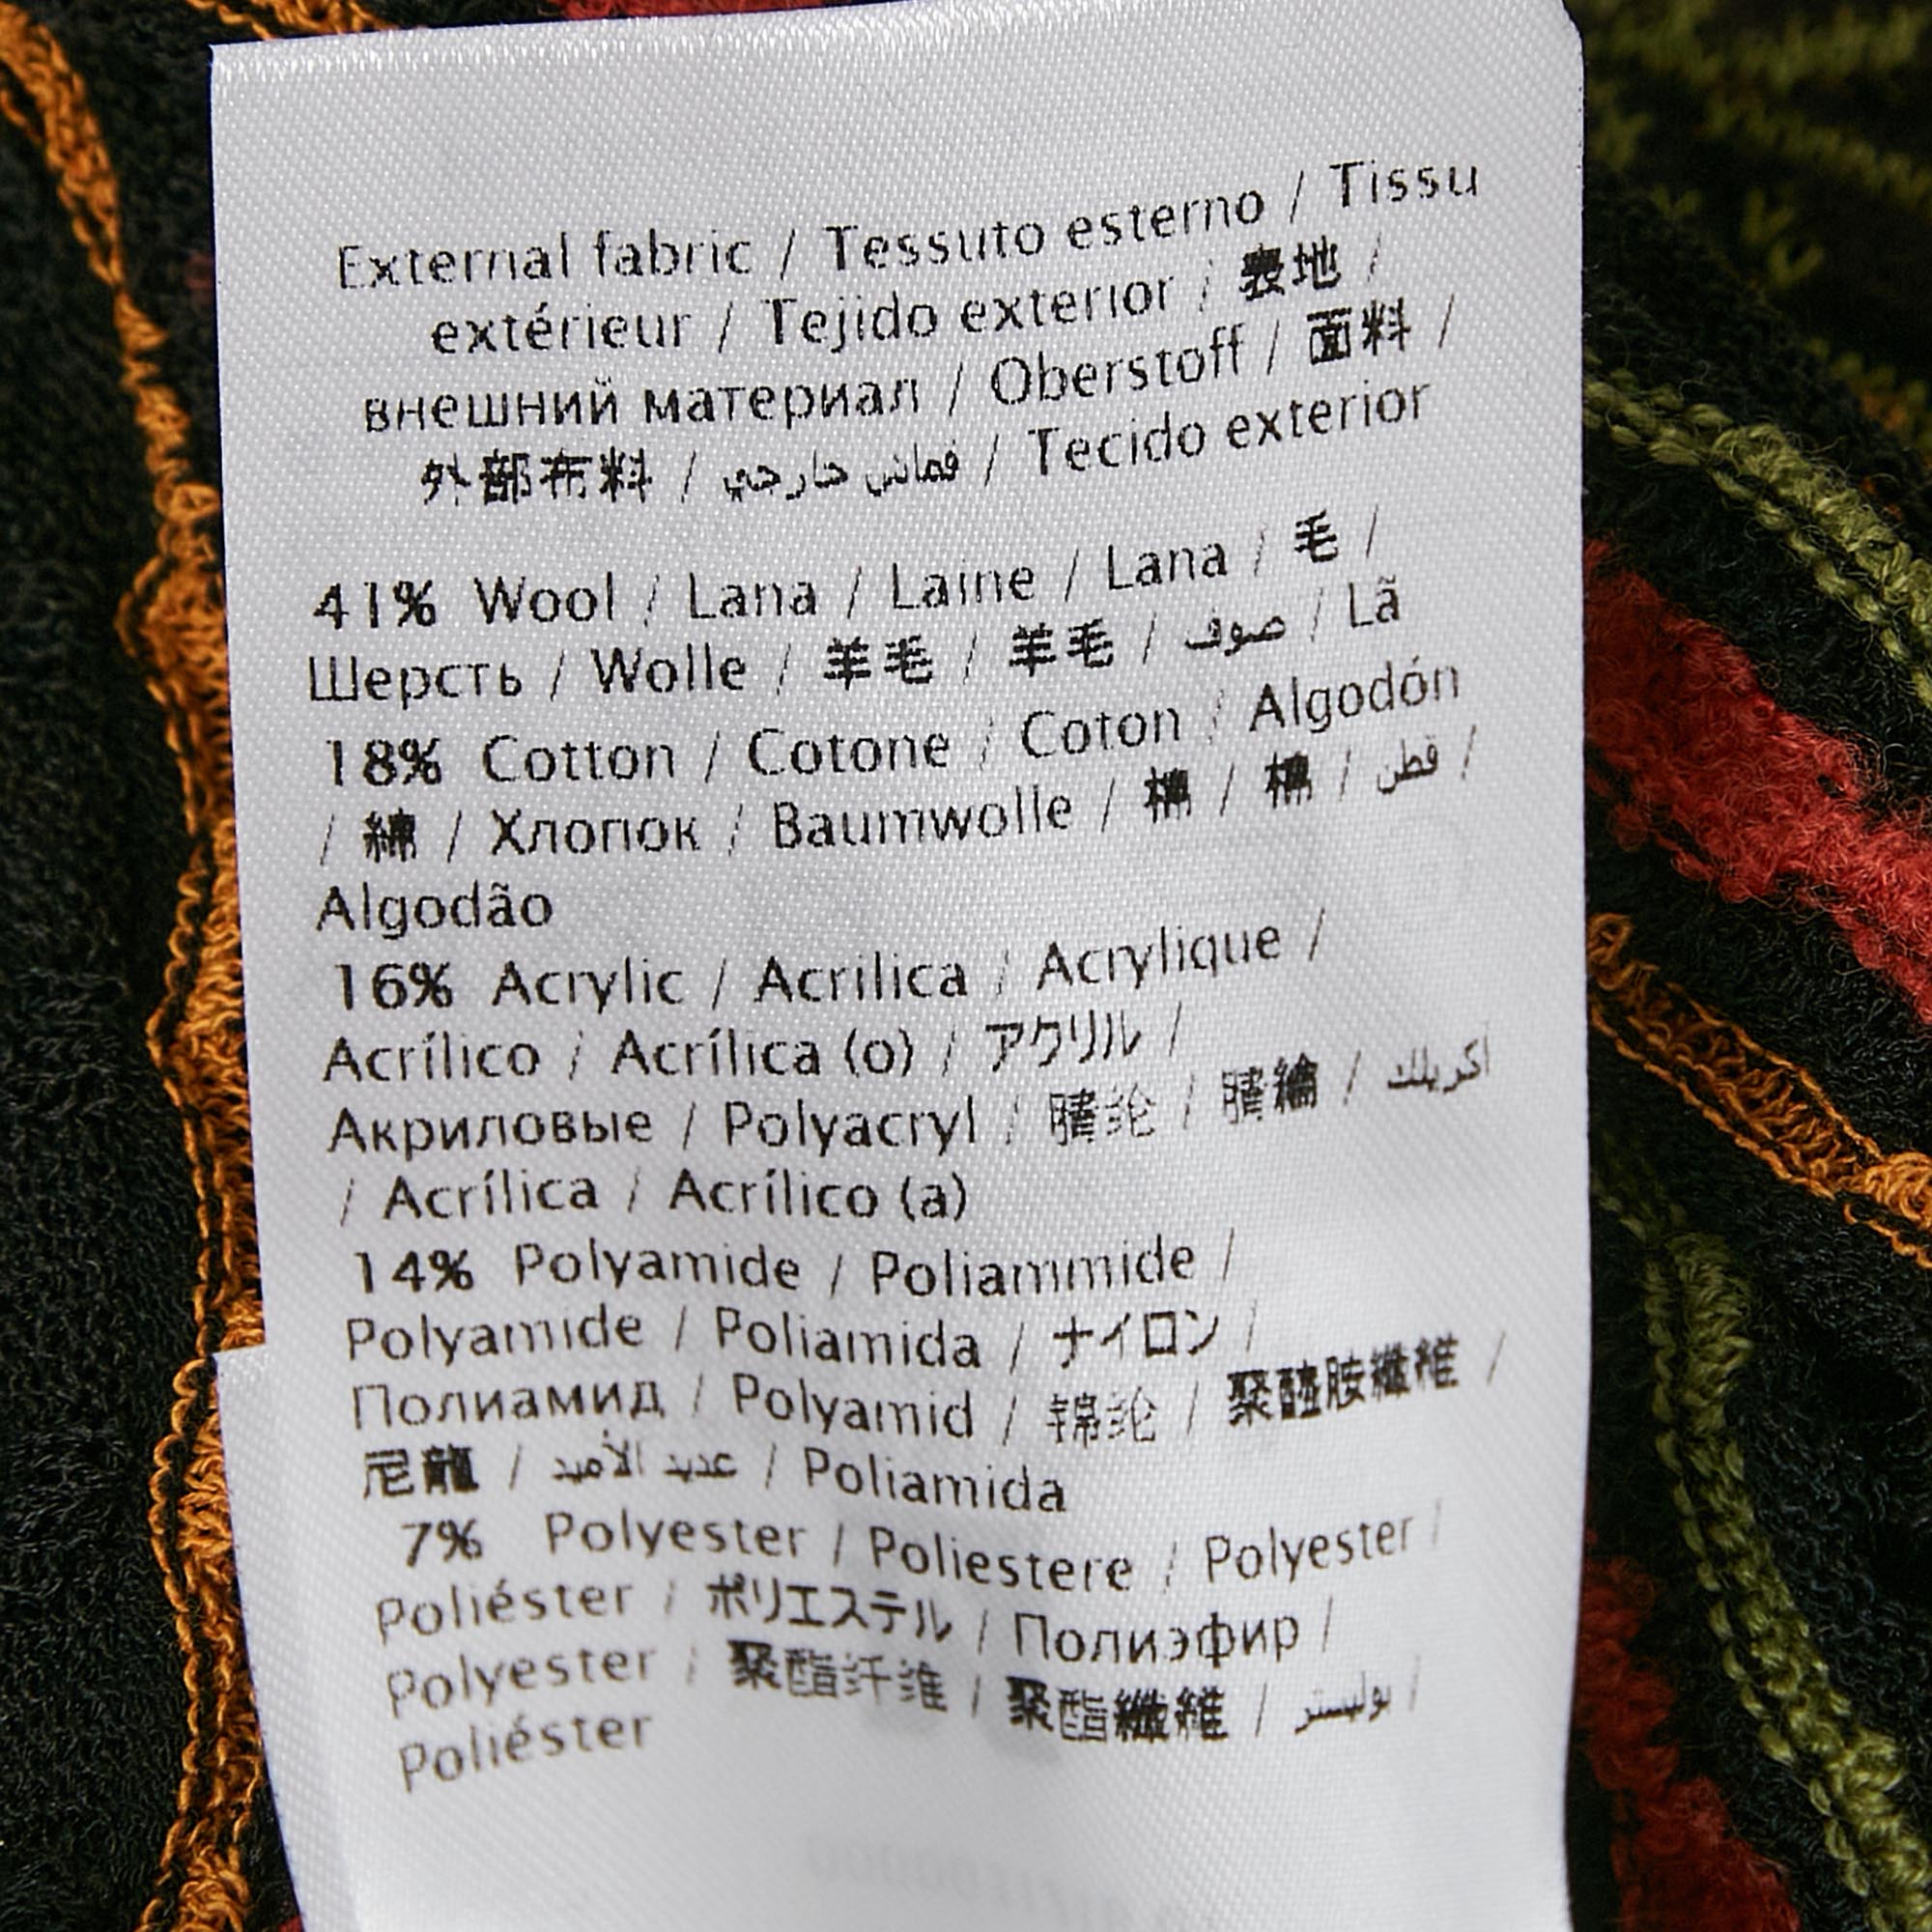 External fabric / Tessuto esterno / Tissu
extérieur / Tejido exterior / 表地 /
внешний материал / Oberstoff / 面料 /
外部布料 / قماش خارجي / Tecido exterior
41% Wool / Lana / Laine / Lana / 毛 /
Шерсть / Wolle / 羊毛 / 羊毛 / صوف / Lã
18% Cotton / Cotone / Coton / Algodón
/ 綿 / Хлопок / Baumwolle / 棉 / 棉 / قطن /
Algodão
16% Acrylic / Acrilica / Acrylique /
Acrílico / Acrílica (o) / アクリル /
Акриловые / Polyacryl / 腈纶 / 腈綸 / اكريلك
/ Acrílica / Acrílico (a)
14% Polyamide / Poliammide /
Polyamide / Poliamida / ナイロン /
Полиамид / Polyamid / 锦纶 / 聚醯胺纖維 /
尼龍 / عديد الأميد / Poliamida
7% Polyester / Poliestere / Polyester /
Poliéster / ポリエステル / Полиэфир /
Polyester / 聚酯纤维 / 聚酯纖維 / بوليستر /
Poliéster